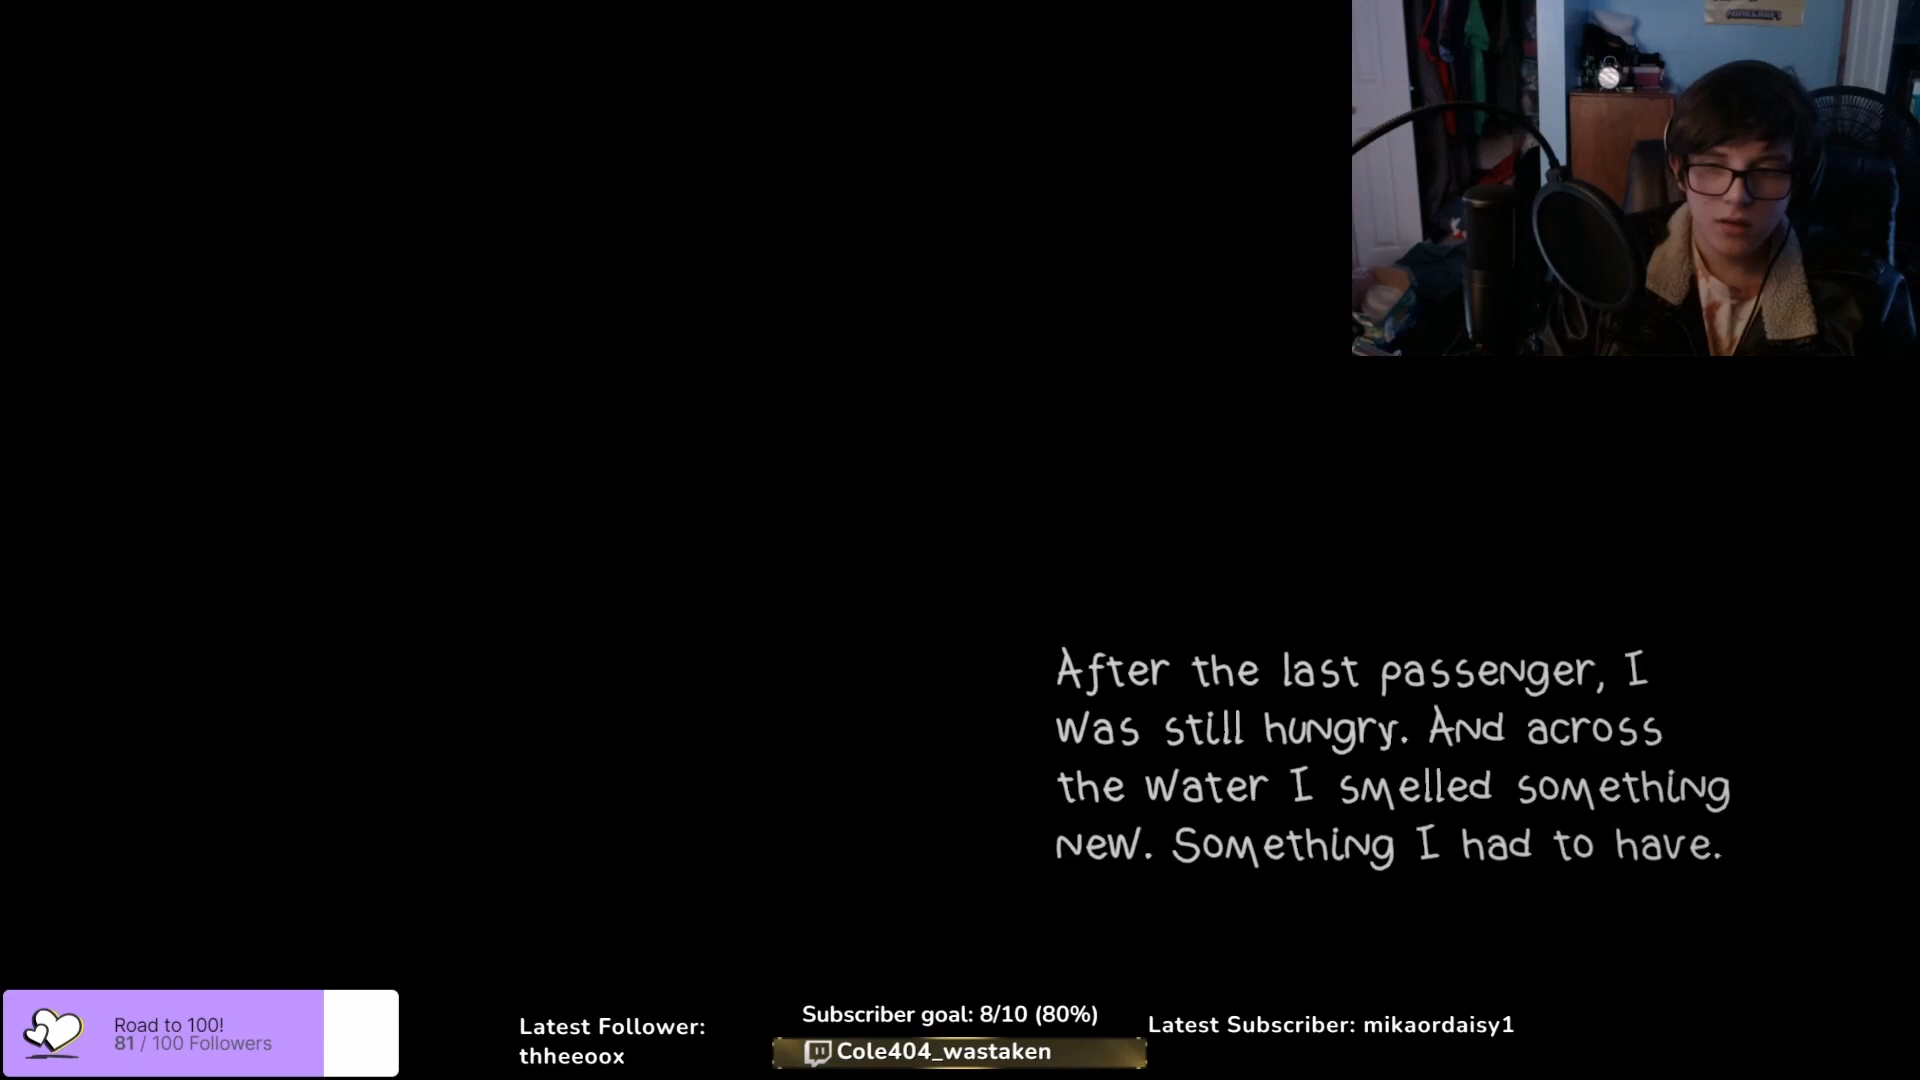 MINECRAFT
After the last passenger, I
was still hungry. And across
the water I smelled something
new. Something I had to have.
Road to 100!
81 / 100 Followers
Latest Follower:
thheeoox
Subscriber goal: 8/10 (80%)
Cole404_wastaken
Latest Subscriber: mikaordaisy1